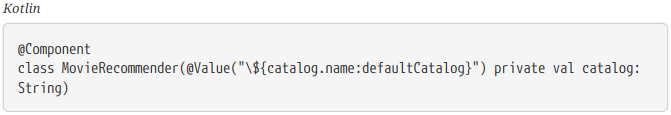 Kotlin
@Component
class MovieRecommender(@Value("\${catalog.name:defaultCatalog}") private val catalog:
String)